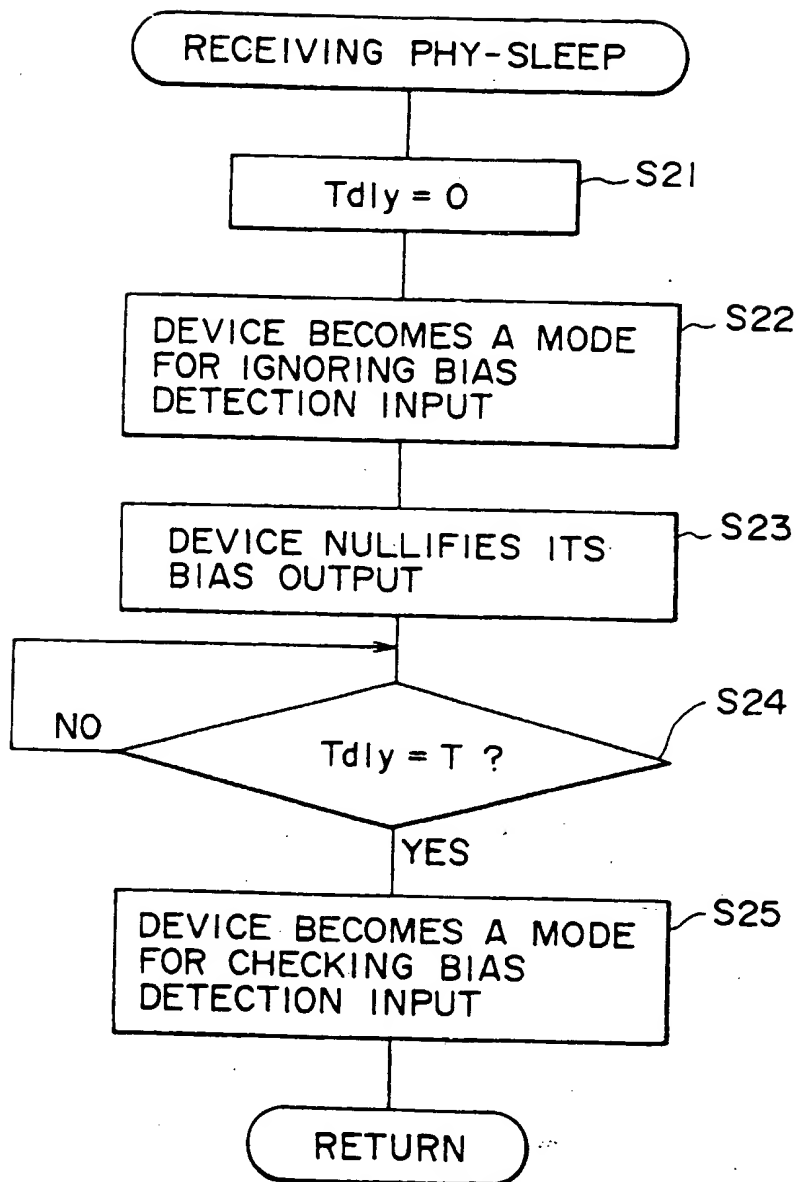 RECEIVING PHY-SLEEP
Tdly = 0
S21
DEVICE BECOMES A MODE
FOR IGNORING BIAS
DETECTION INPUT
S22
DEVICE NULLIFIES ITS
BIAS OUTPUT
S23
NO
Tdly = T ?
S24
YES
DEVICE BECOMES A MODE
FOR CHECKING BIAS
DETECTION INPUT
S25
RETURN